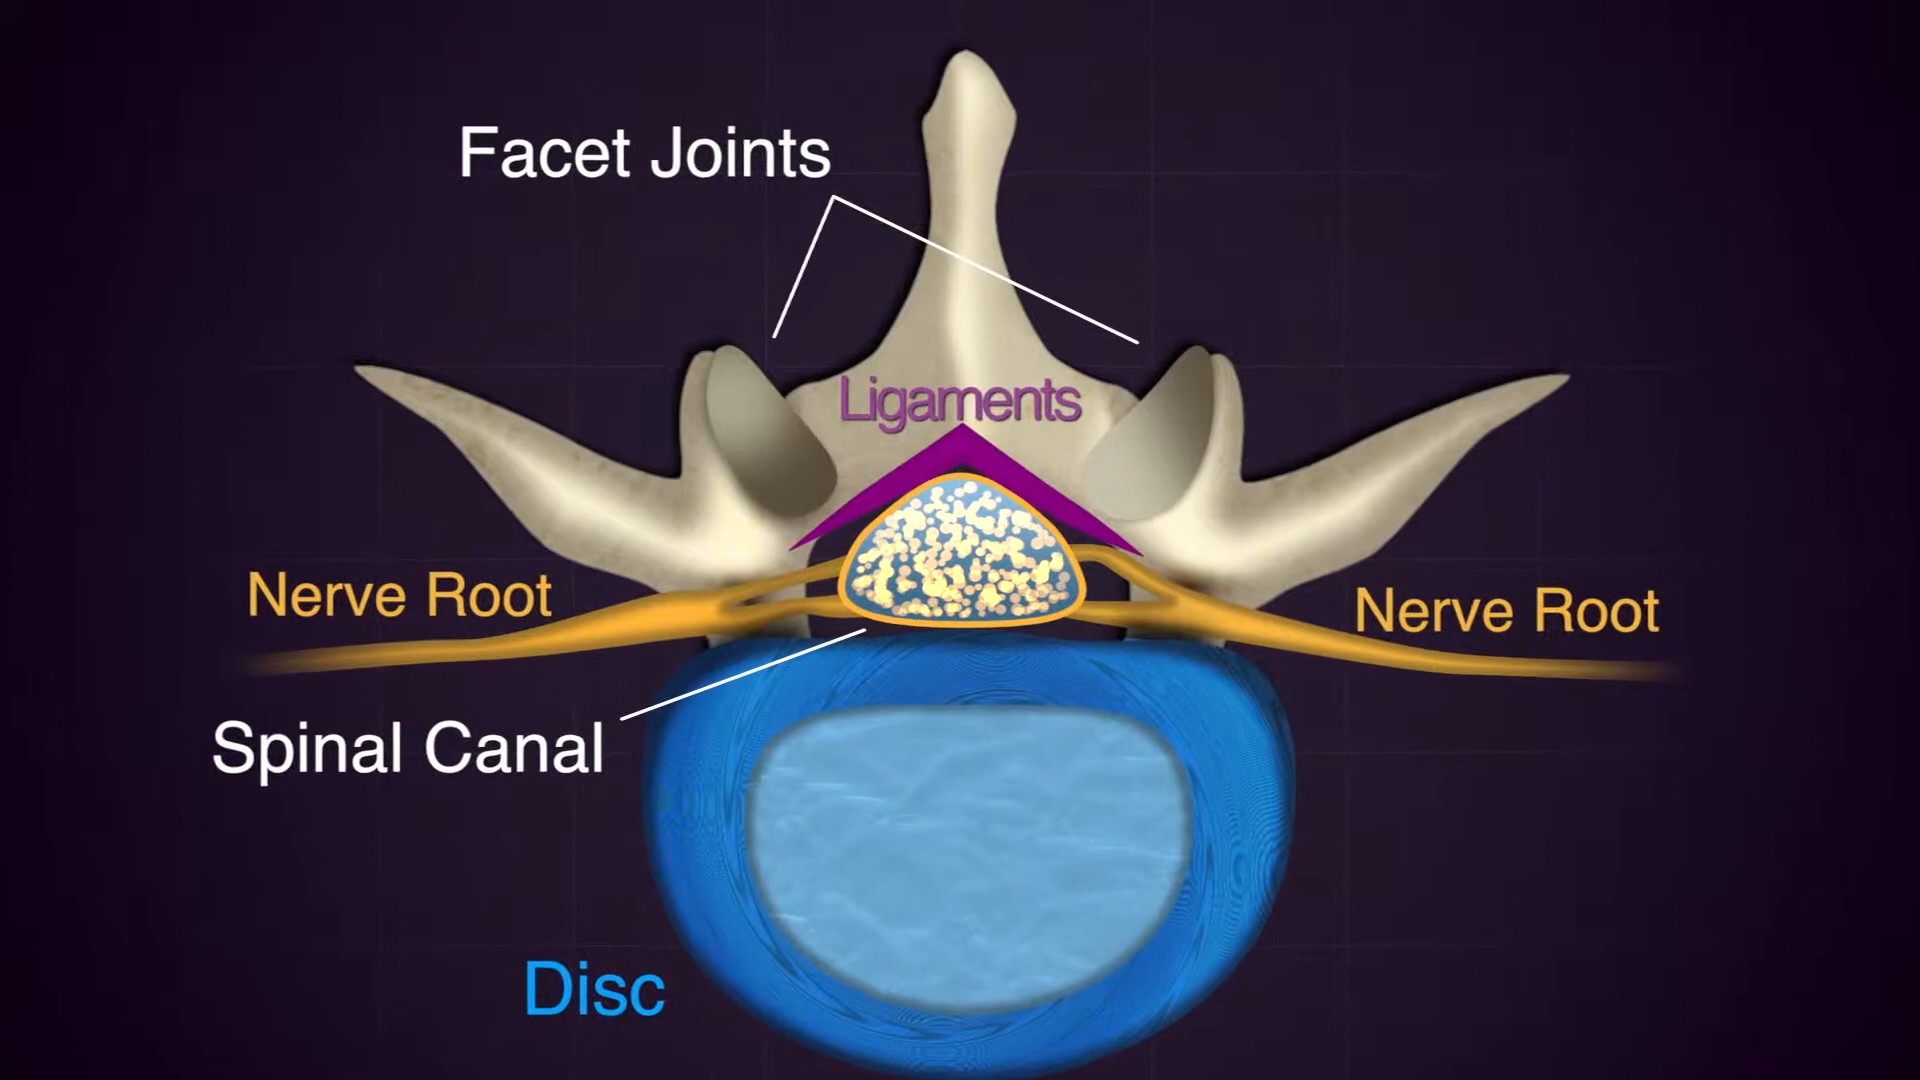 Facet Joints
Ligaments
Nerve Root
Nerve Root
Spinal Canal
Disc